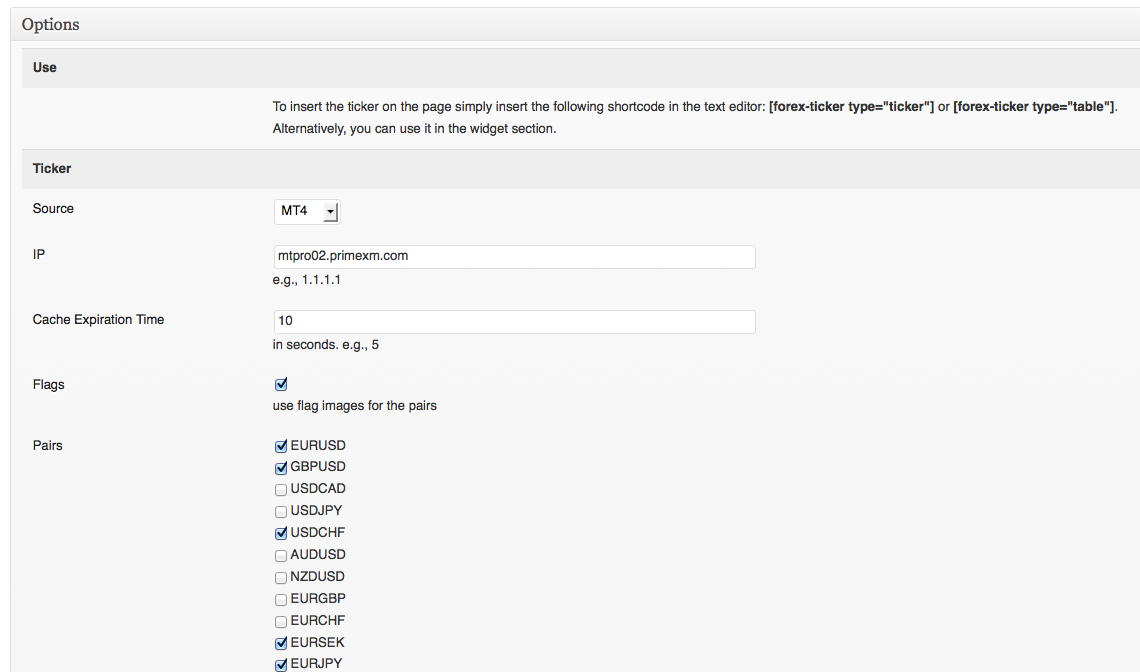 Options
Use
To insert the ticker on the page simply insert the following shortcode in the text editor: [forex-ticker type="ticker"] or [forex-ticker type="table"].
Alternatively, you can use it in the widget section.
Ticker
Source
MT4
IP
mtpro02.primexm.com
e.g., 1.1.1.1
Cache Expiration Time
10
in seconds. e.g., 5
Flags
use flag images for the pairs
Pairs
EURUSD
GBPUSD
USDCAD
USDJPY
USDCHF
AUDUSD
NZDUSD
EURGBP
EURCHF
EURSEK
EURJPY